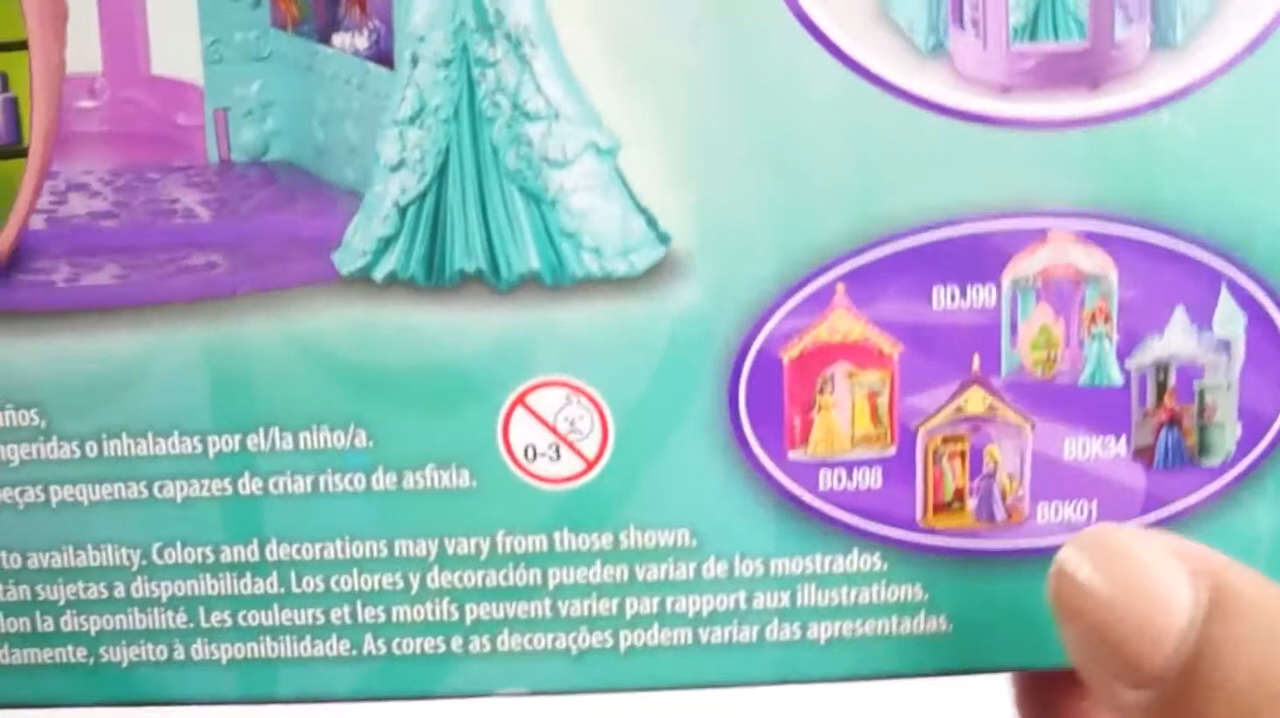 BDJ99
BDJ98
BDK34
BDK01
años,
ngeridas o inhaladas por el/la niño/a.
eças pequenas capazes de criar risco de asfixia.
0-3
to availability. Colors and decorations may vary from those shown.
tán sujetas a disponibilidad. Los colores y decoración pueden variar de los mostrados.
lon la disponibilité. Les couleurs et les motifs peuvent varier par rapport aux illustrations.
damente, sujeito à disponibilidade. As cores e as decorações podem variar das apresentadas.